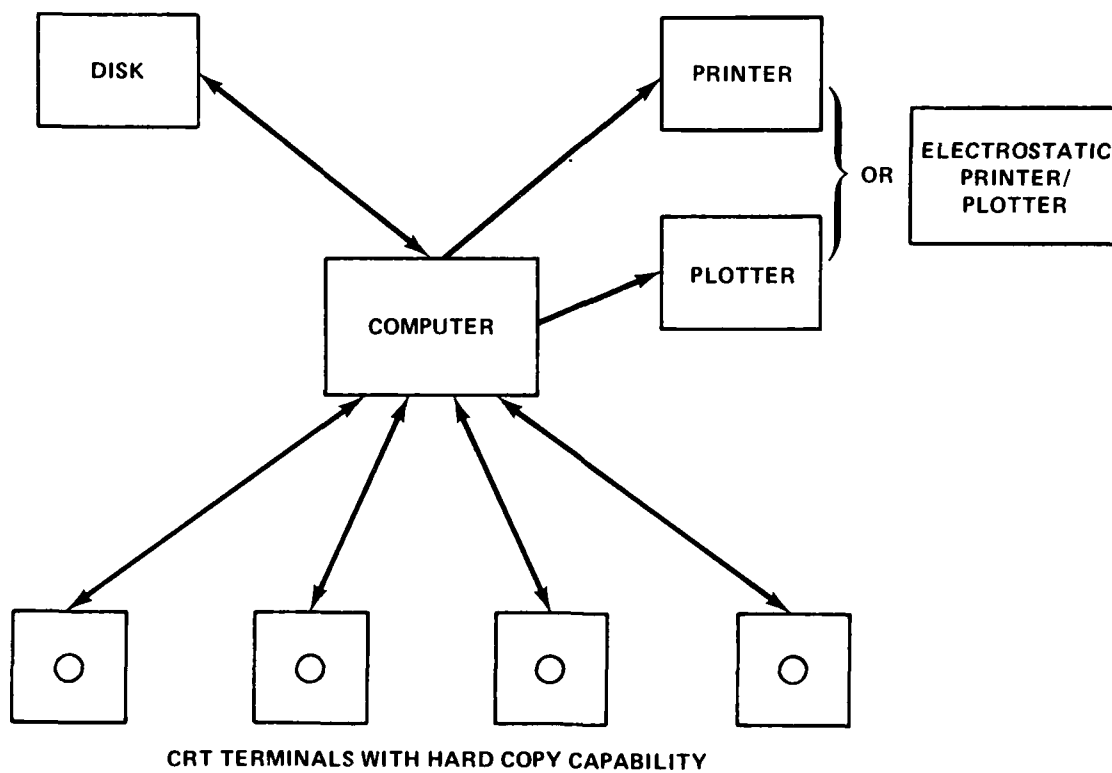 DISK
PRINTER
ELECTROSTATIC
PRINTER/
PLOTTER
OR
PLOTTER
COMPUTER
CRT TERMINALS WITH HARD COPY CAPABILITY